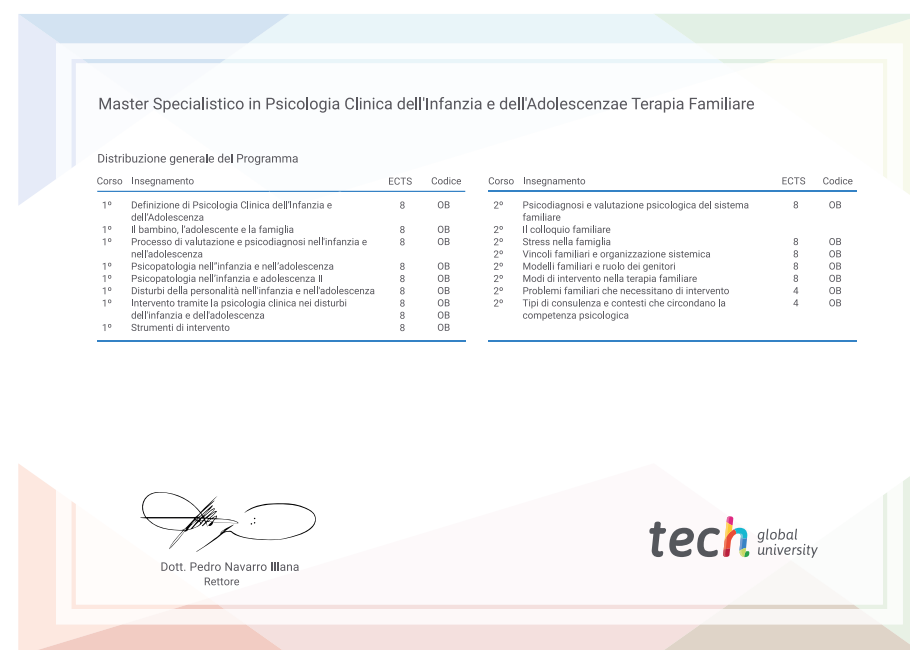 Master Specialistico in Psicologia Clinica dell'Infanzia e dell'Adolescenzae Terapia Familiare
Distribuzione generale del Programma
Corso Insegnamento ECTS Codice
1º Definizione di Psicologia Clinica dell'Infanzia e 8 OB
dell'Adolescenza
1º Il bambino, l'adolescente e la famiglia 8 OB
1º Processo di valutazione e psicodiagnosi nell'infanzia e 8 OB
nell'adolescenza
1º Psicopatologia nell"infanzia e nell'adolescenza 8 OB
1º Psicopatologia nell'infanzia e adolescenza II 8 OB
1º Disturbi della personalità nell'infanzia e nell'adolescenza 8 OB
1º Intervento tramite la psicologia clinica nei disturbi 8 OB
dell'infanzia e dell'adolescenza 8 OB
1º Strumenti di intervento 8 OB
Corso Insegnamento ECTS Codice
2º Psicodiagnosi e valutazione psicologica del sistema 8 OB
familiare
2º Il colloquio familiare
2º Stress nella famiglia 8 OB
2º Vincoli familiari e organizzazione sistemica 8 OB
2º Modelli familiari e ruolo dei genitori 8 OB
2º Modi di intervento nella terapia familiare 8 OB
2º Problemi familiari che necessitano di intervento 4 OB
2º Tipi di consulenza e contesti che circondano la 4 OB
competenza psicologica
Dott. Pedro Navarro Illana
Rettore
tech global
university